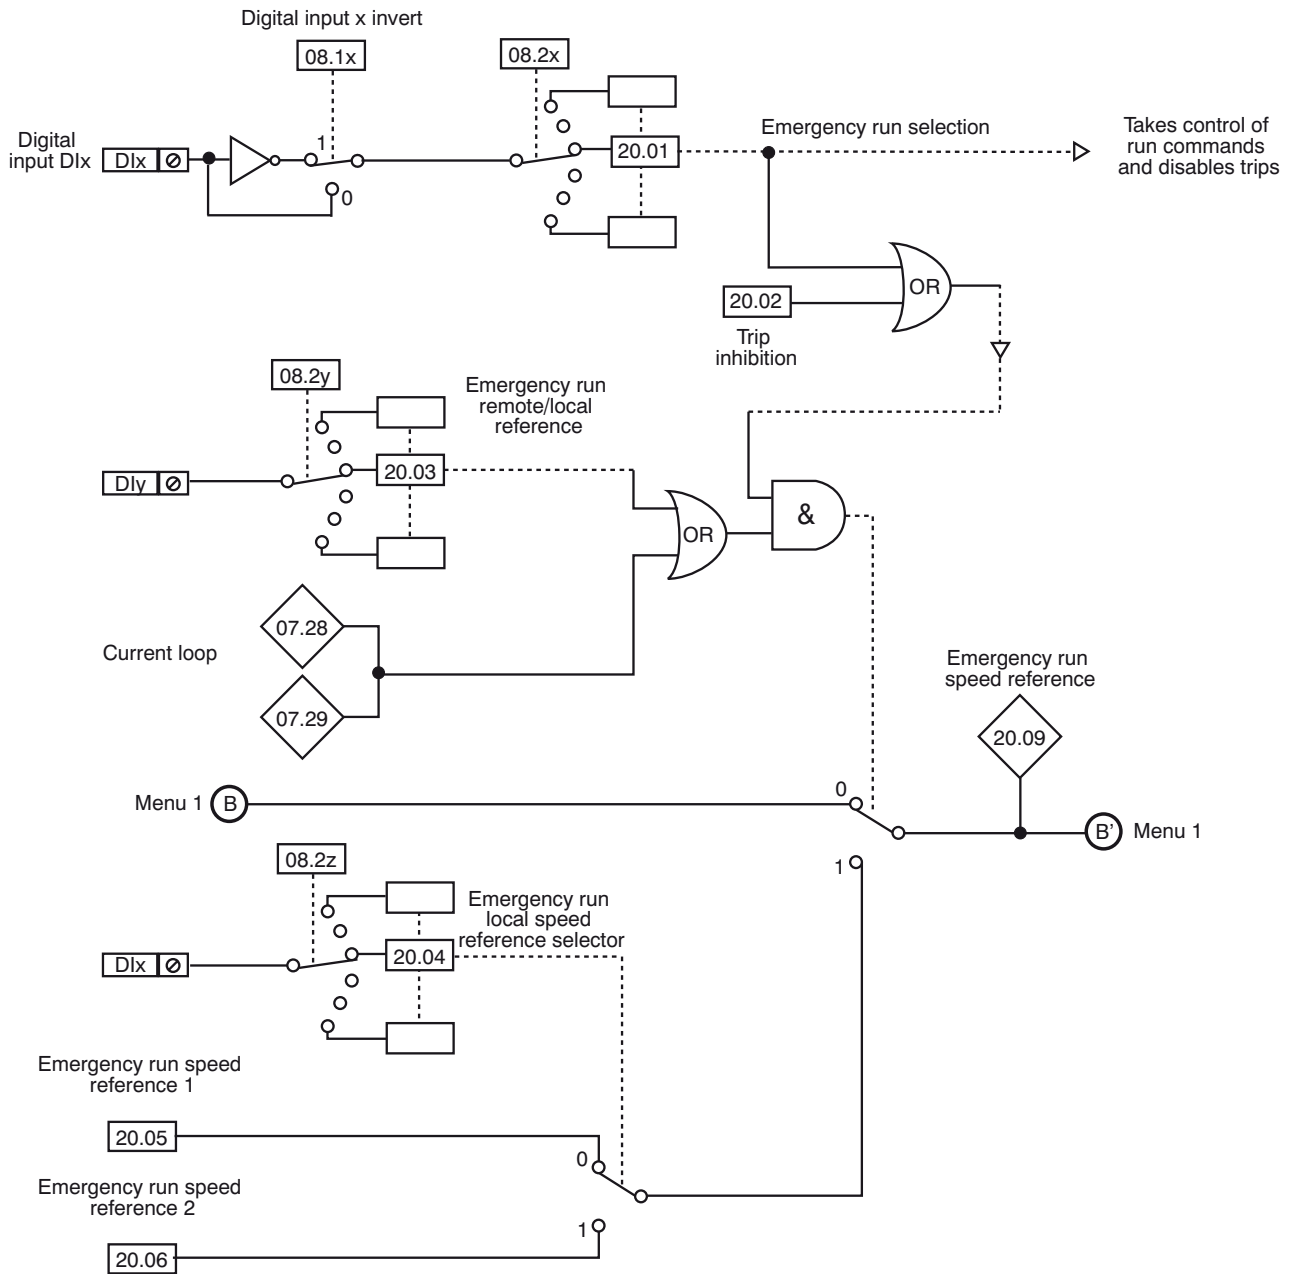 Digital input x invert
08.1x
08.2x
Digital
input DIx
DIx
1
0
20.01
Emergency run selection
Takes control of
run commands
and disables trips
OR
20.02
Trip
inhibition
08.2y
Emergency run
remote/local
reference
DIy
20.03
OR
&
07.28
Current loop
07.29
Emergency run
speed reference
20.09
Menu 1
B
0
B'
Menu 1
1
08.2z
Emergency run
local speed
reference selector
DIx
20.04
Emergency run speed
reference 1
20.05
0
Emergency run speed
reference 2
1
20.06